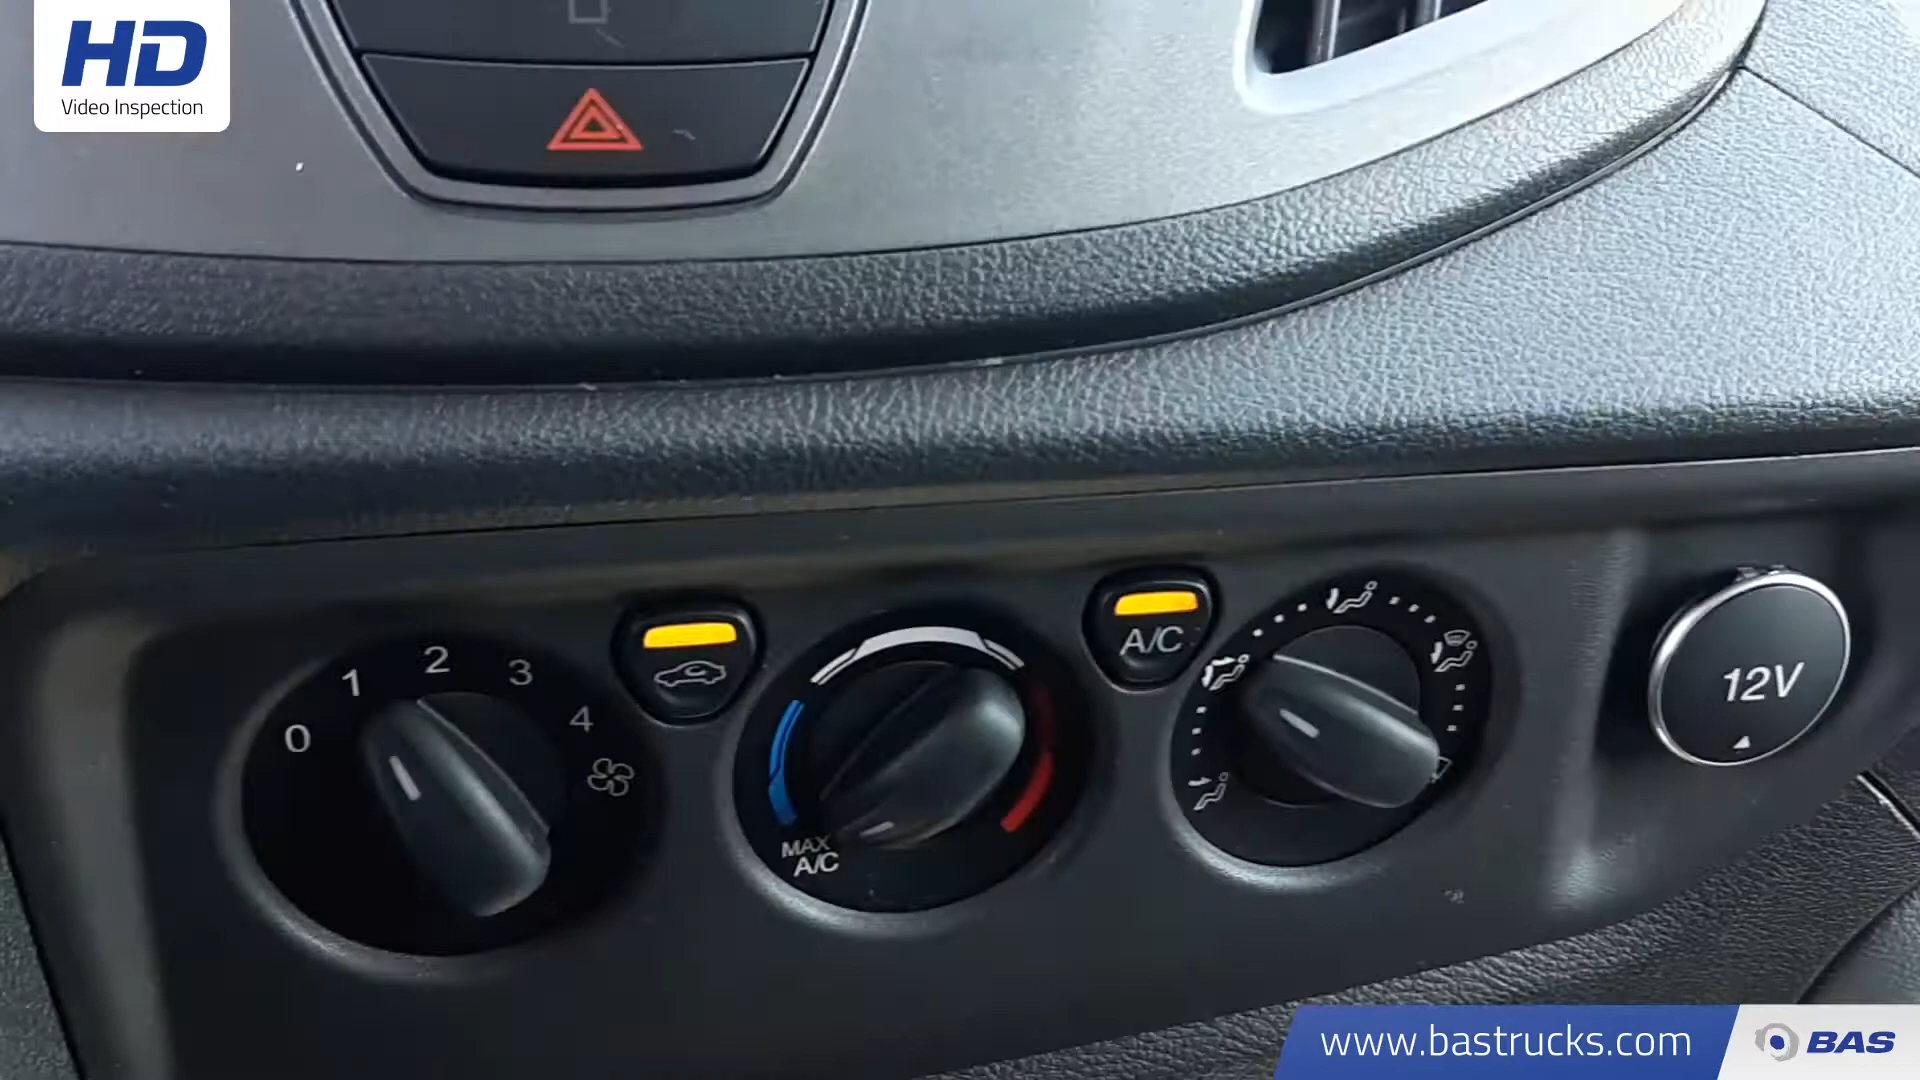 HD
Video Inspection
0
1
2
3
4
MAX
A/C
A/C
12V
www.bastrucks.com
BAS